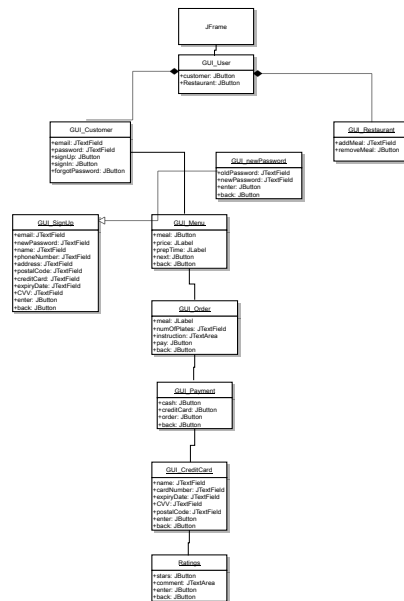 JFrame
GUI_User
+customer: JButton
+Restaurant: JButton
GUI_Customer
+email: JTextField
+password: JTextField
+signUp: JButton
+signIn: JButton
+forgotPassword: JButton
GUI_Restaurant
+addMeal: JTextField
+removeMeal: JButton
GUI_newPassword
+oldPassword: JTextField
+newPassword: JTextField
+enter: JButton
+back: JButton
GUI_SignUp
+email: JTextField
+newPassword: JTextField
+name: JTextField
+phoneNumber: JTextField
+address: JTextField
+postalCode: JTextField
+creditCard: JTextField
+expiryDate: JTextField
+CVV: JTextField
+enter: JButton
+back: JButton
GUI_Menu
+meal: JButton
+price: JLabel
+prepTime: JLabel
+next: JButton
+back: JButton
GUI_Order
+meal: JLabel
+numOfPlates: JTextField
+instruction: JTextArea
+pay: JButton
+back: JButton
GUI_Payment
+cash: JButton
+creditCard: JButton
+order: JButton
+back: JButton
GUI_CreditCard
+name: JTextField
+cardNumber: JTextField
+expiryDate: JTextField
+CVV: JTextField
+postalCode: JTextField
+enter: JButton
+back: JButton
Ratings
+stars: JButton
+comment: JTextArea
+enter: JButton
+back: JButton